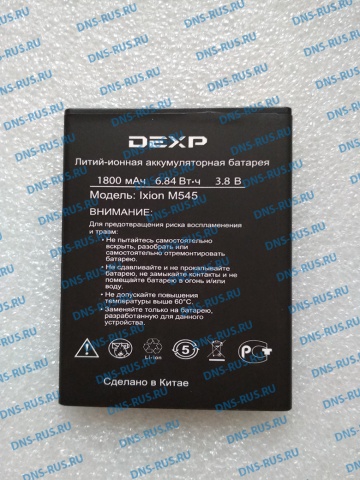 DEXP
Литий-ионная аккумуляторная батарея
1800 мАч 6.84 Вт·ч 3.8 В
Модель: Ixion M545
ВНИМАНИЕ:
Для предотвращения риска воспламенения
и травм:
• Не пытайтесь самостоятельно
вскрыть, разобрать или
самостоятельно отремонтировать
батарею.
• Не сдавливайте и не прокалывайте
батарею, не замыкайте контакты и не
помещайте батарею в огонь и/или
воду.
• Не допускайте повышения
температуры выше 60°C.
• Заменяйте только на батарею,
разработанную для данного
устройства.
Li-ion
5
Сделано в Китае
DNS-RUS.RU